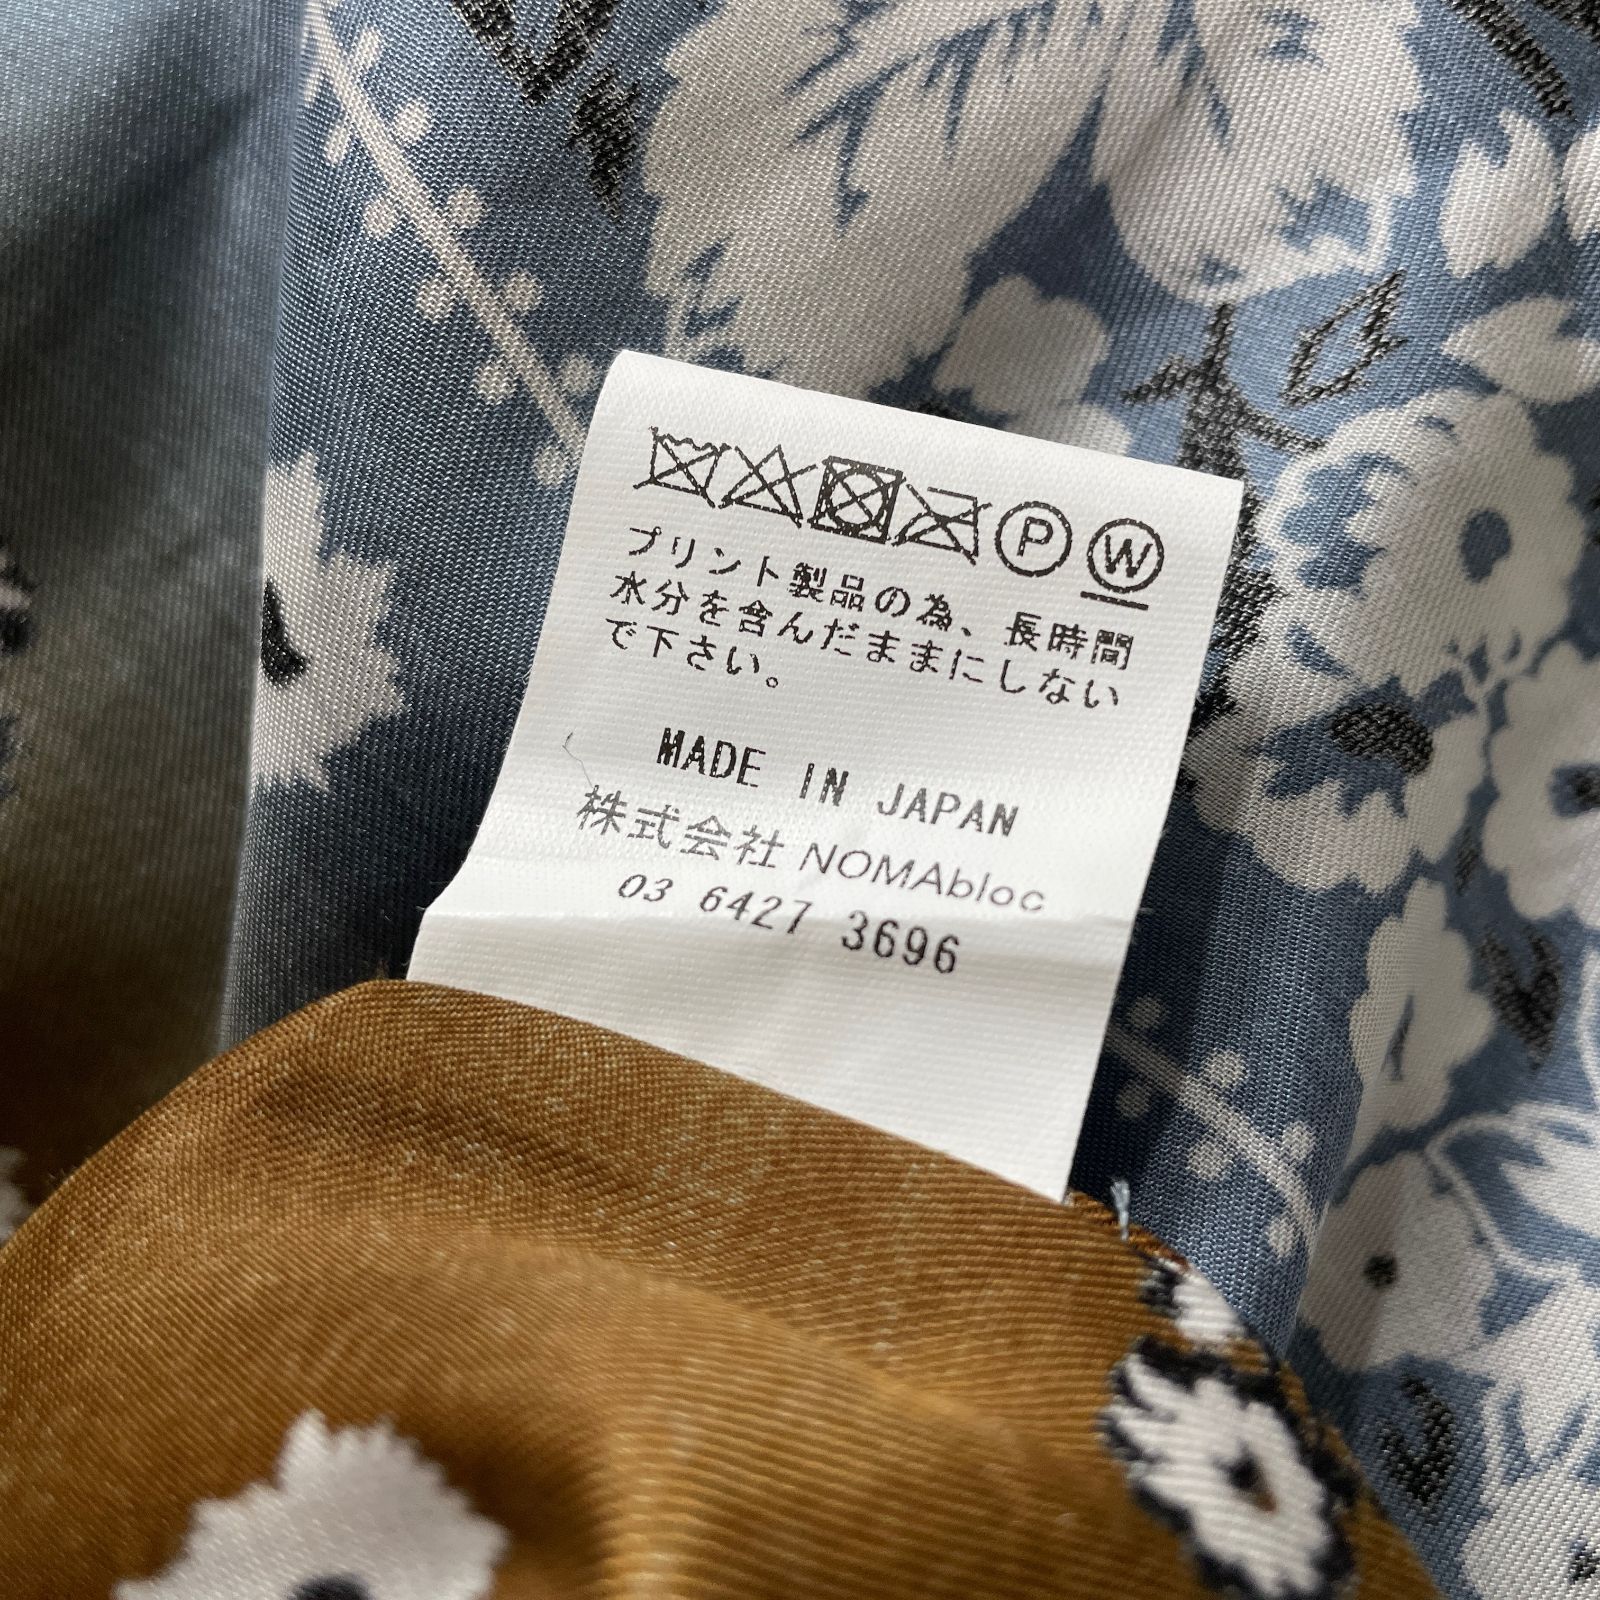 P W
プリント製品の為、長時間
水分を含んだままにしない
で下さい。
MADE IN JAPAN
株式会社 NOMAbloc
03 6427 3696